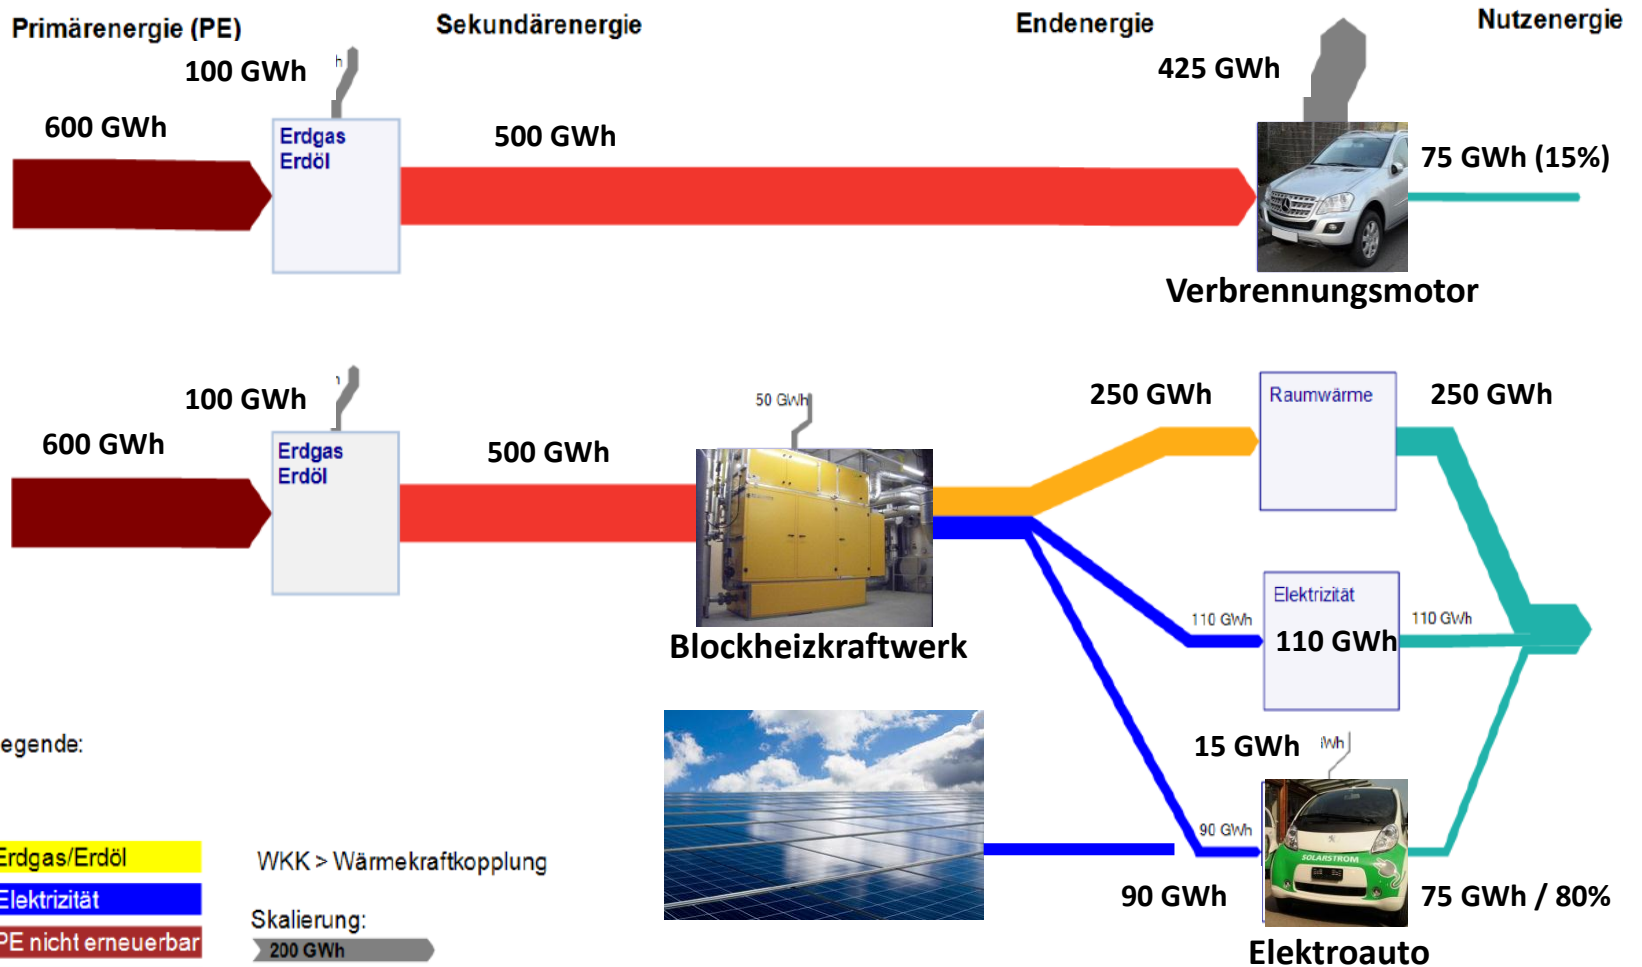 Primärenergie (PE)
Sekundärenergie
Endenergie
Nutzenergie
100 GWh
h
425 GWh
600 GWh
Erdgas
Erdöl
500 GWh
75 GWh (15%)
Verbrennungsmotor
100 GWh
600 GWh
Erdgas
Erdöl
500 GWh
50 GWh
250 GWh
Raumwärme
250 GWh
Blockheizkraftwerk
110 GWh
Elektrizität
110 GWh
110 GWh
15 GWh
Wh
90 GWh
SOLARSTROM
90 GWh
75 GWh / 80%
Elektroauto
egende:
Erdgas/Erdöl
WKK > Wärmekraftkopplung
Elektrizität
PE nicht erneuerbar
Skalierung:
200 GWh